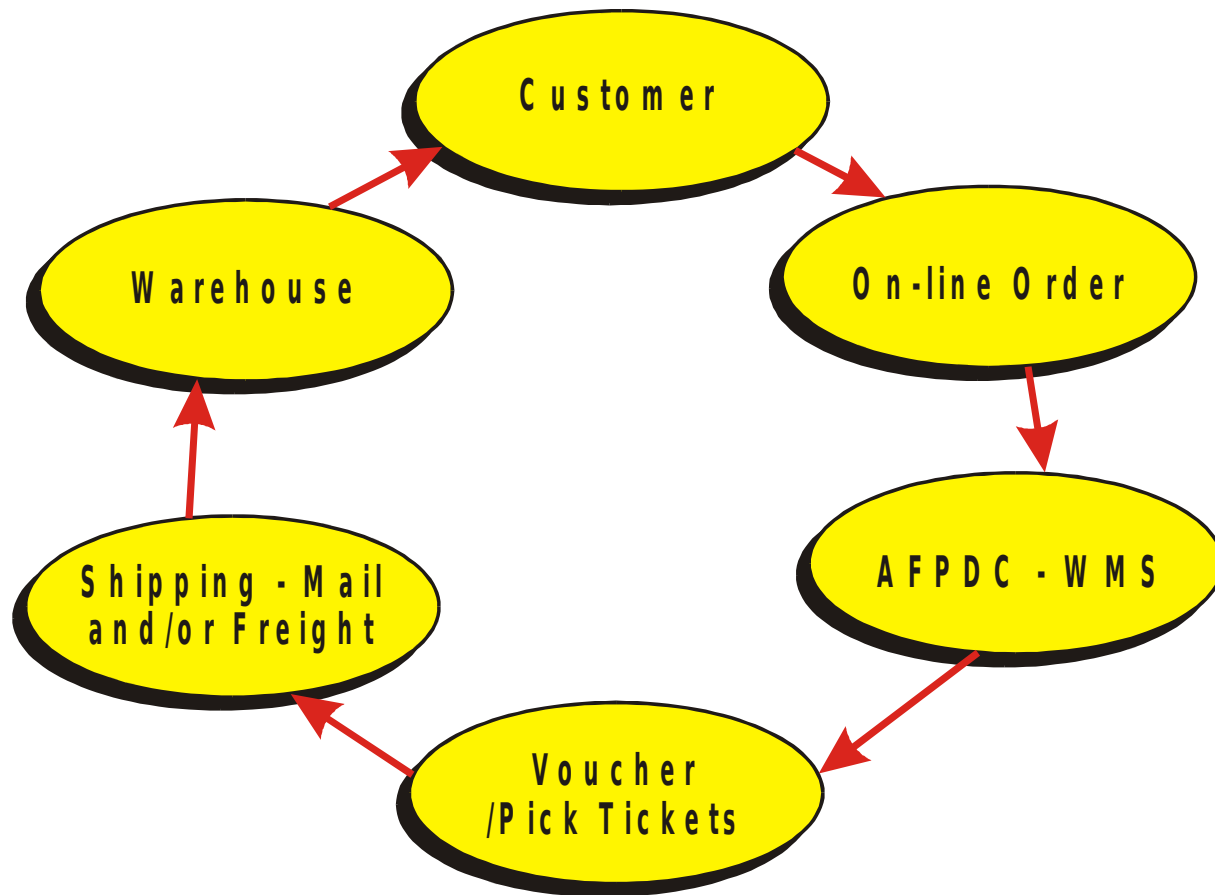 Customer
On-line Order
AFPDC - WMS
Voucher
/Pick Tickets
Shipping - Mail
and/or Freight
Warehouse